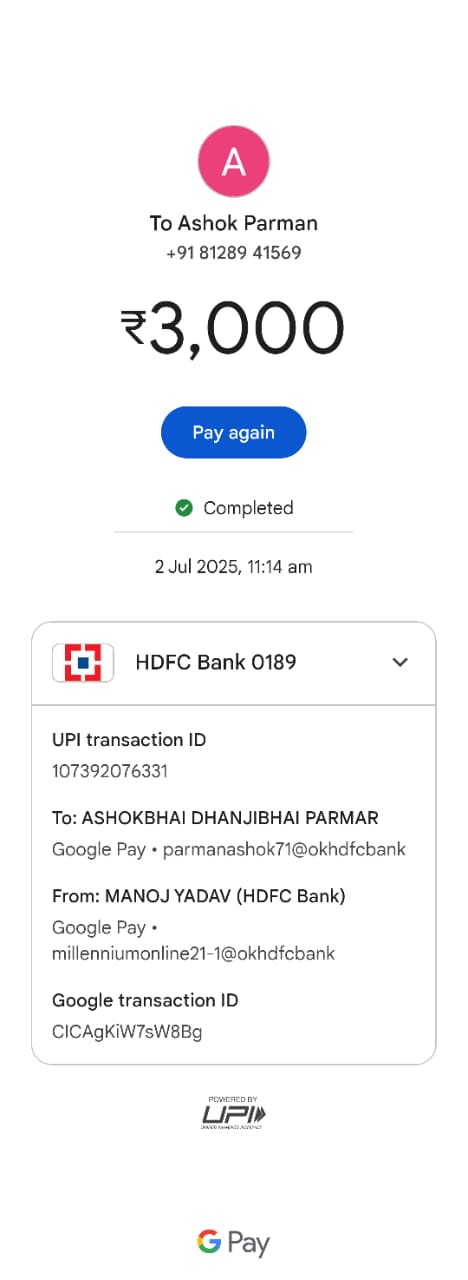 A
To Ashok Parman
+91 81289 41569
₹3,000
Pay again
Completed
2 Jul 2025, 11:14 am
HDFC Bank 0189
UPI transaction ID
107392076331
To: ASHOKBHAI DHANJIBHAI PARMAR
Google Pay • parmanashok71@okhdfcbank
From: MANOJ YADAV (HDFC Bank)
Google Pay •
millenniumonline21-1@okhdfcbank
Google transaction ID
CICAgKiW7sW8Bg
POWERED BY
UPI
G Pay